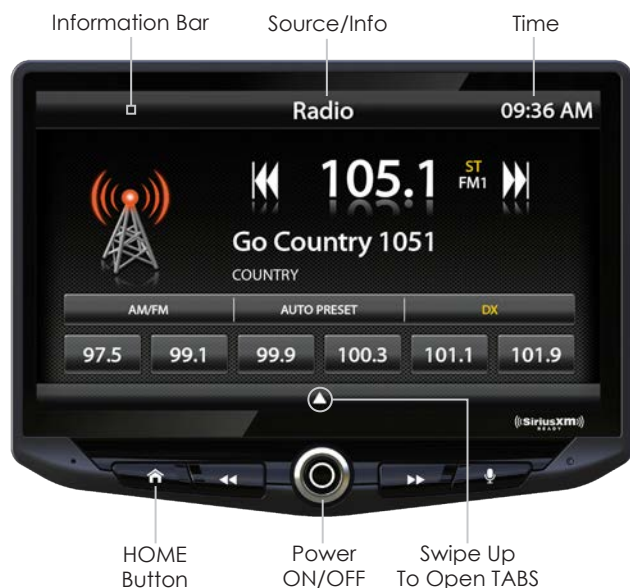 Information Bar Source/Info Time
Radio 09:36 AM
105.1 ST
FM1
Go Country 1051
COUNTRY
AM/FM AUTO PRESET DX
97.5 99.1 99.9 100.3 101.1 101.9
((SiriusXM))
READY
HOME
Button
Power
ON/OFF
Swipe Up
To Open TABS